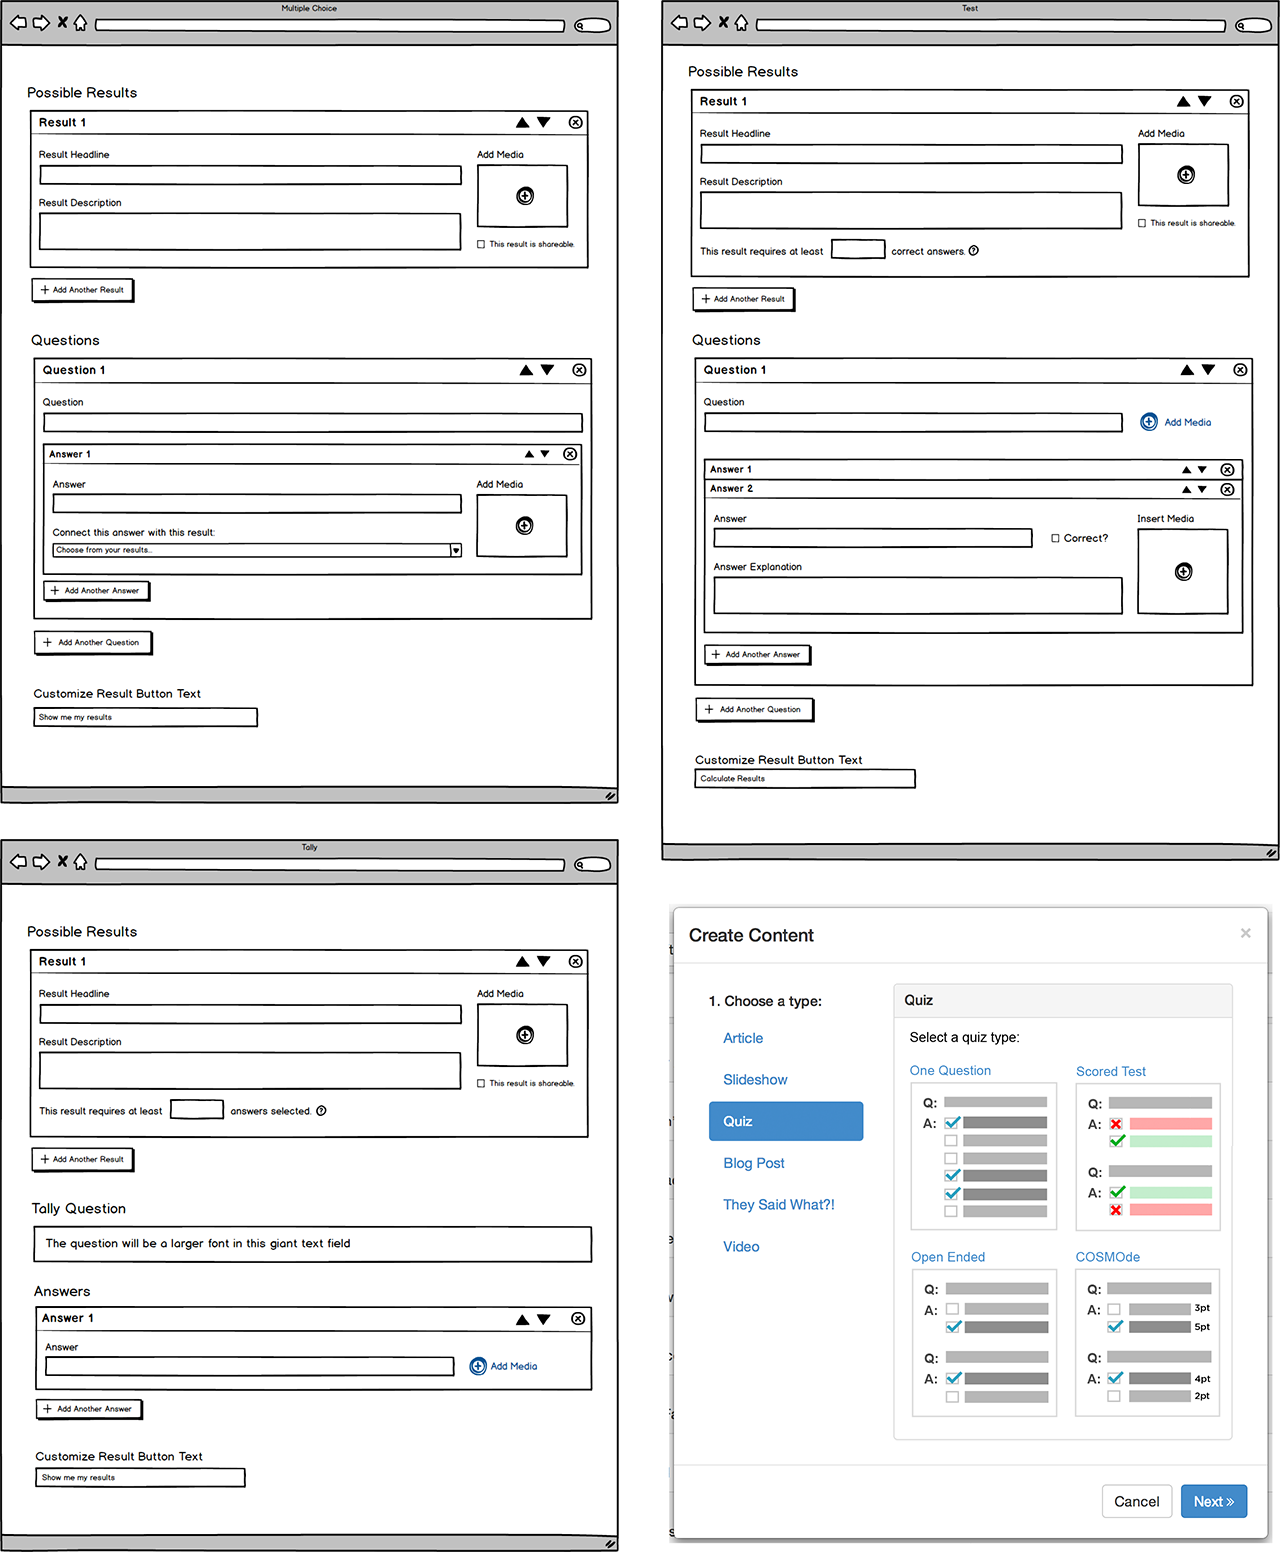 Multiple Choice
Possible Results
Result 1
Result Headline
Add Media
Result Description
This result is shareable.
+ Add Another Result
Questions
Question 1
Question
Answer 1
Answer
Add Media
Connect this answer with this result:
Choose from your results..
+ Add Another Answer
+ Add Another Question
Customize Result Button Text
Show me my results
Test
Possible Results
Result 1
Result Headline
Add Media
Result Description
This result is shareable.
This result requires at least correct answers. ?
+ Add Another Result
Questions
Question 1
Question
Add Media
Answer 1
Answer 2
Answer
Insert Media
Correct?
Answer Explanation
+ Add Another Answer
+ Add Another Question
Customize Result Button Text
Calculate Results
Tally
Possible Results
Result 1
Result Headline
Add Media
Result Description
This result is shareable.
This result requires at least answers selected. ?
+ Add Another Result
Tally Question
The question will be a larger font in this giant text field
Answers
Answer 1
Answer
Add Media
+ Add Another Answer
Customize Result Button Text
Show me my results
Create Content ×
1. Choose a type:
Article
Slideshow
Quiz
Blog Post
They Said What?!
Video
Quiz
Select a quiz type:
One Question
Q:
A:
Scored Test
Q:
A:
Q:
A:
Open Ended
Q:
A:
Q:
A:
COSMOde
Q:
A: 3pt
5pt
Q:
A: 4pt
2pt
Cancel
Next »